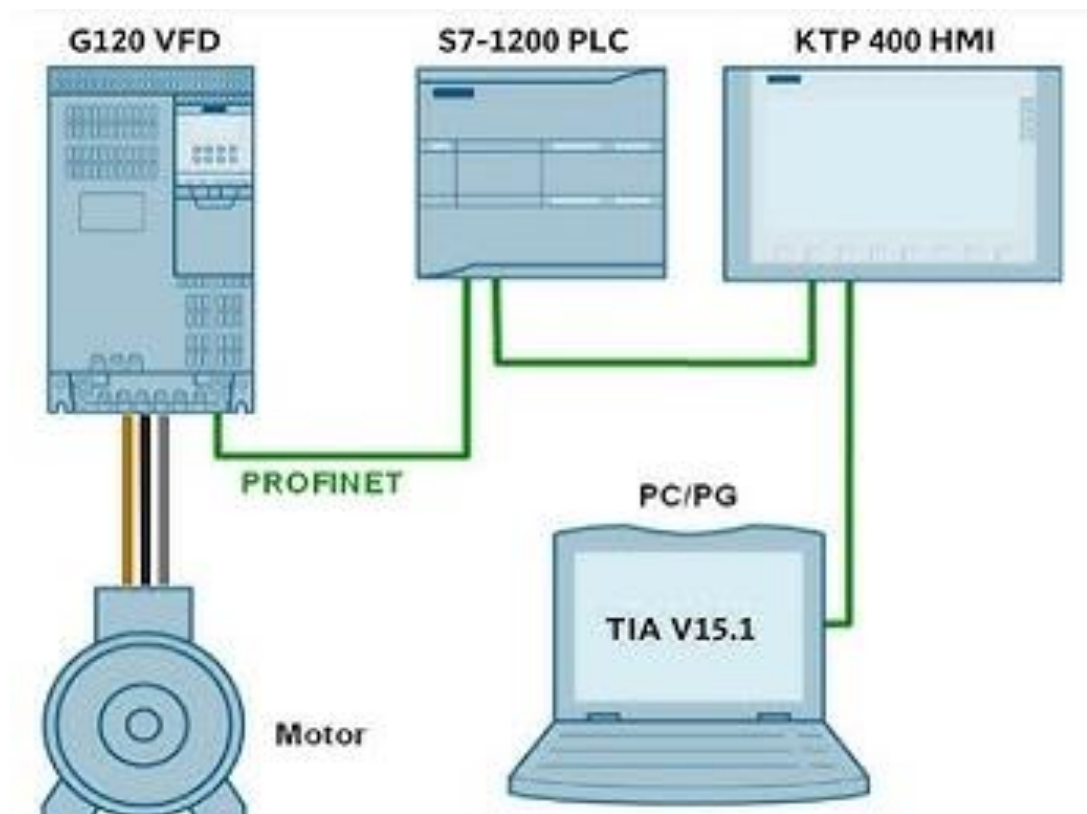 G120 VFD
S7-1200 PLC
KTP 400 HMI
PROFINET
PC/PG
TIA V15.1
Motor